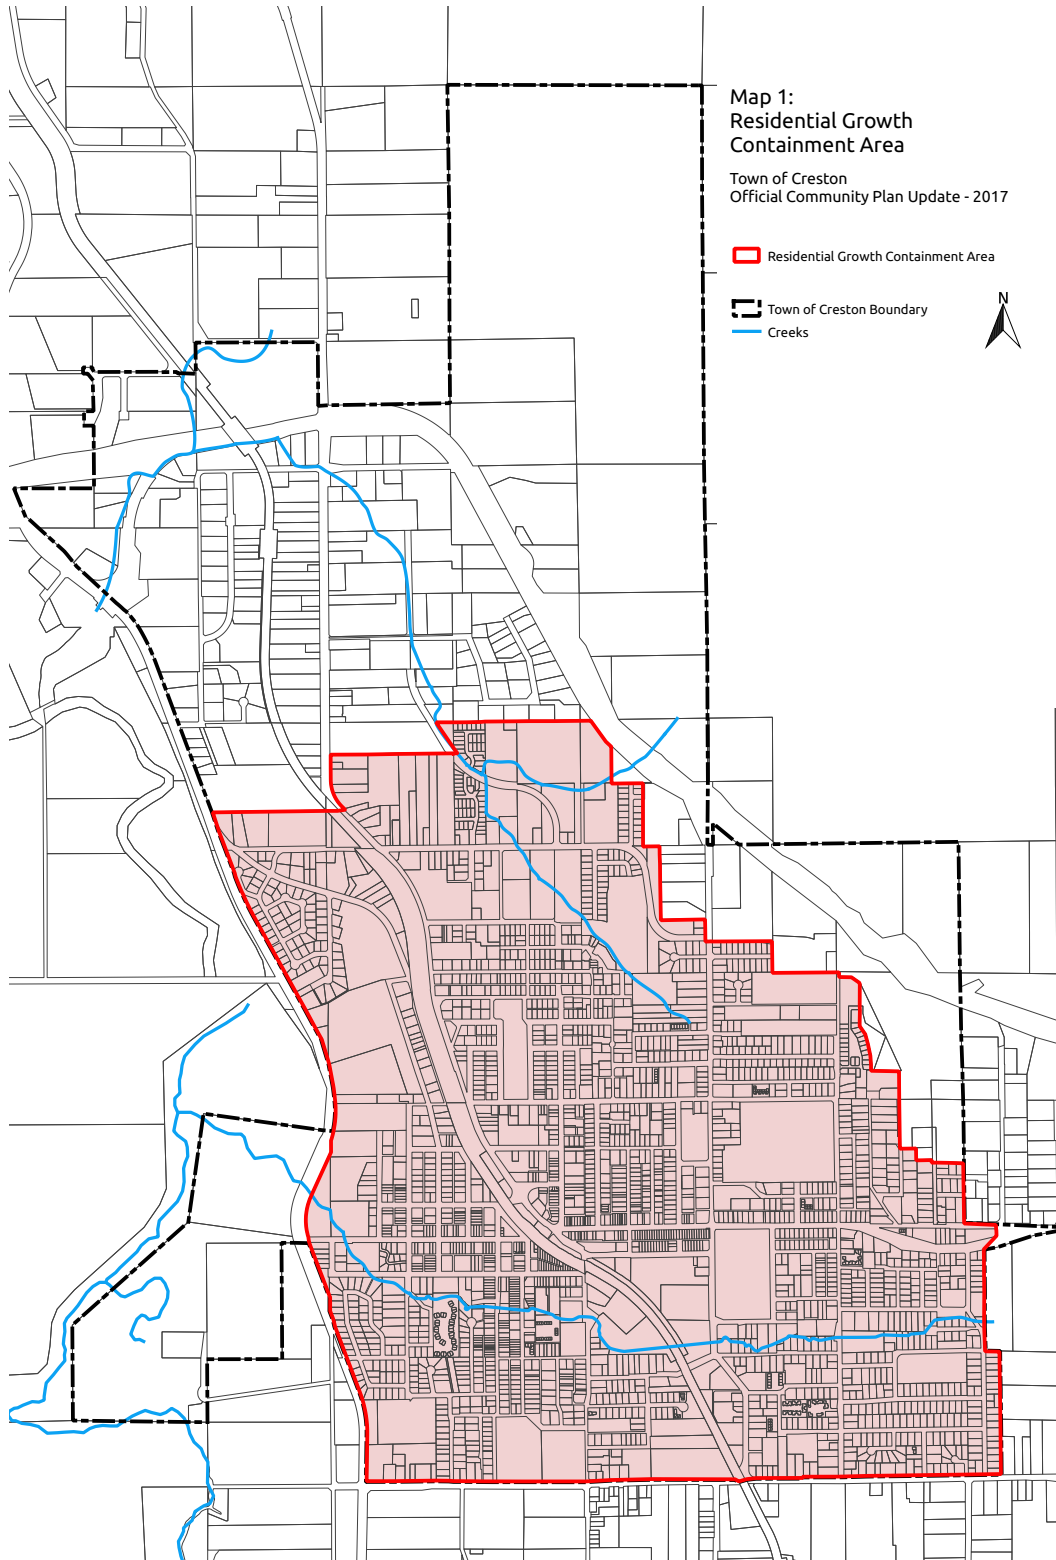 Map 1:
Residential Growth
Containment Area
Town of Creston
Official Community Plan Update - 2017
Residential Growth Containment Area
N
Town of Creston Boundary
Creeks